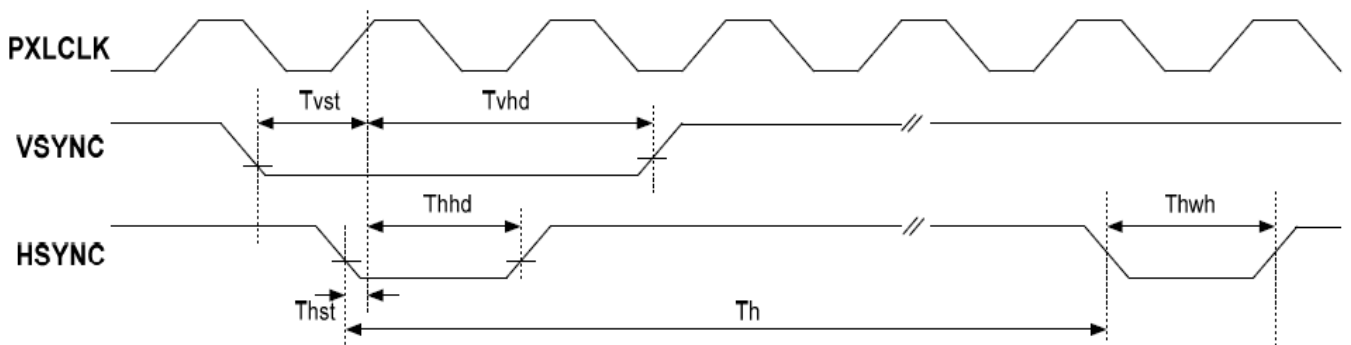 PXLCLK
Tvst Tvhd
VSYNC
Thhd Thwh
HSYNC
Thst Th